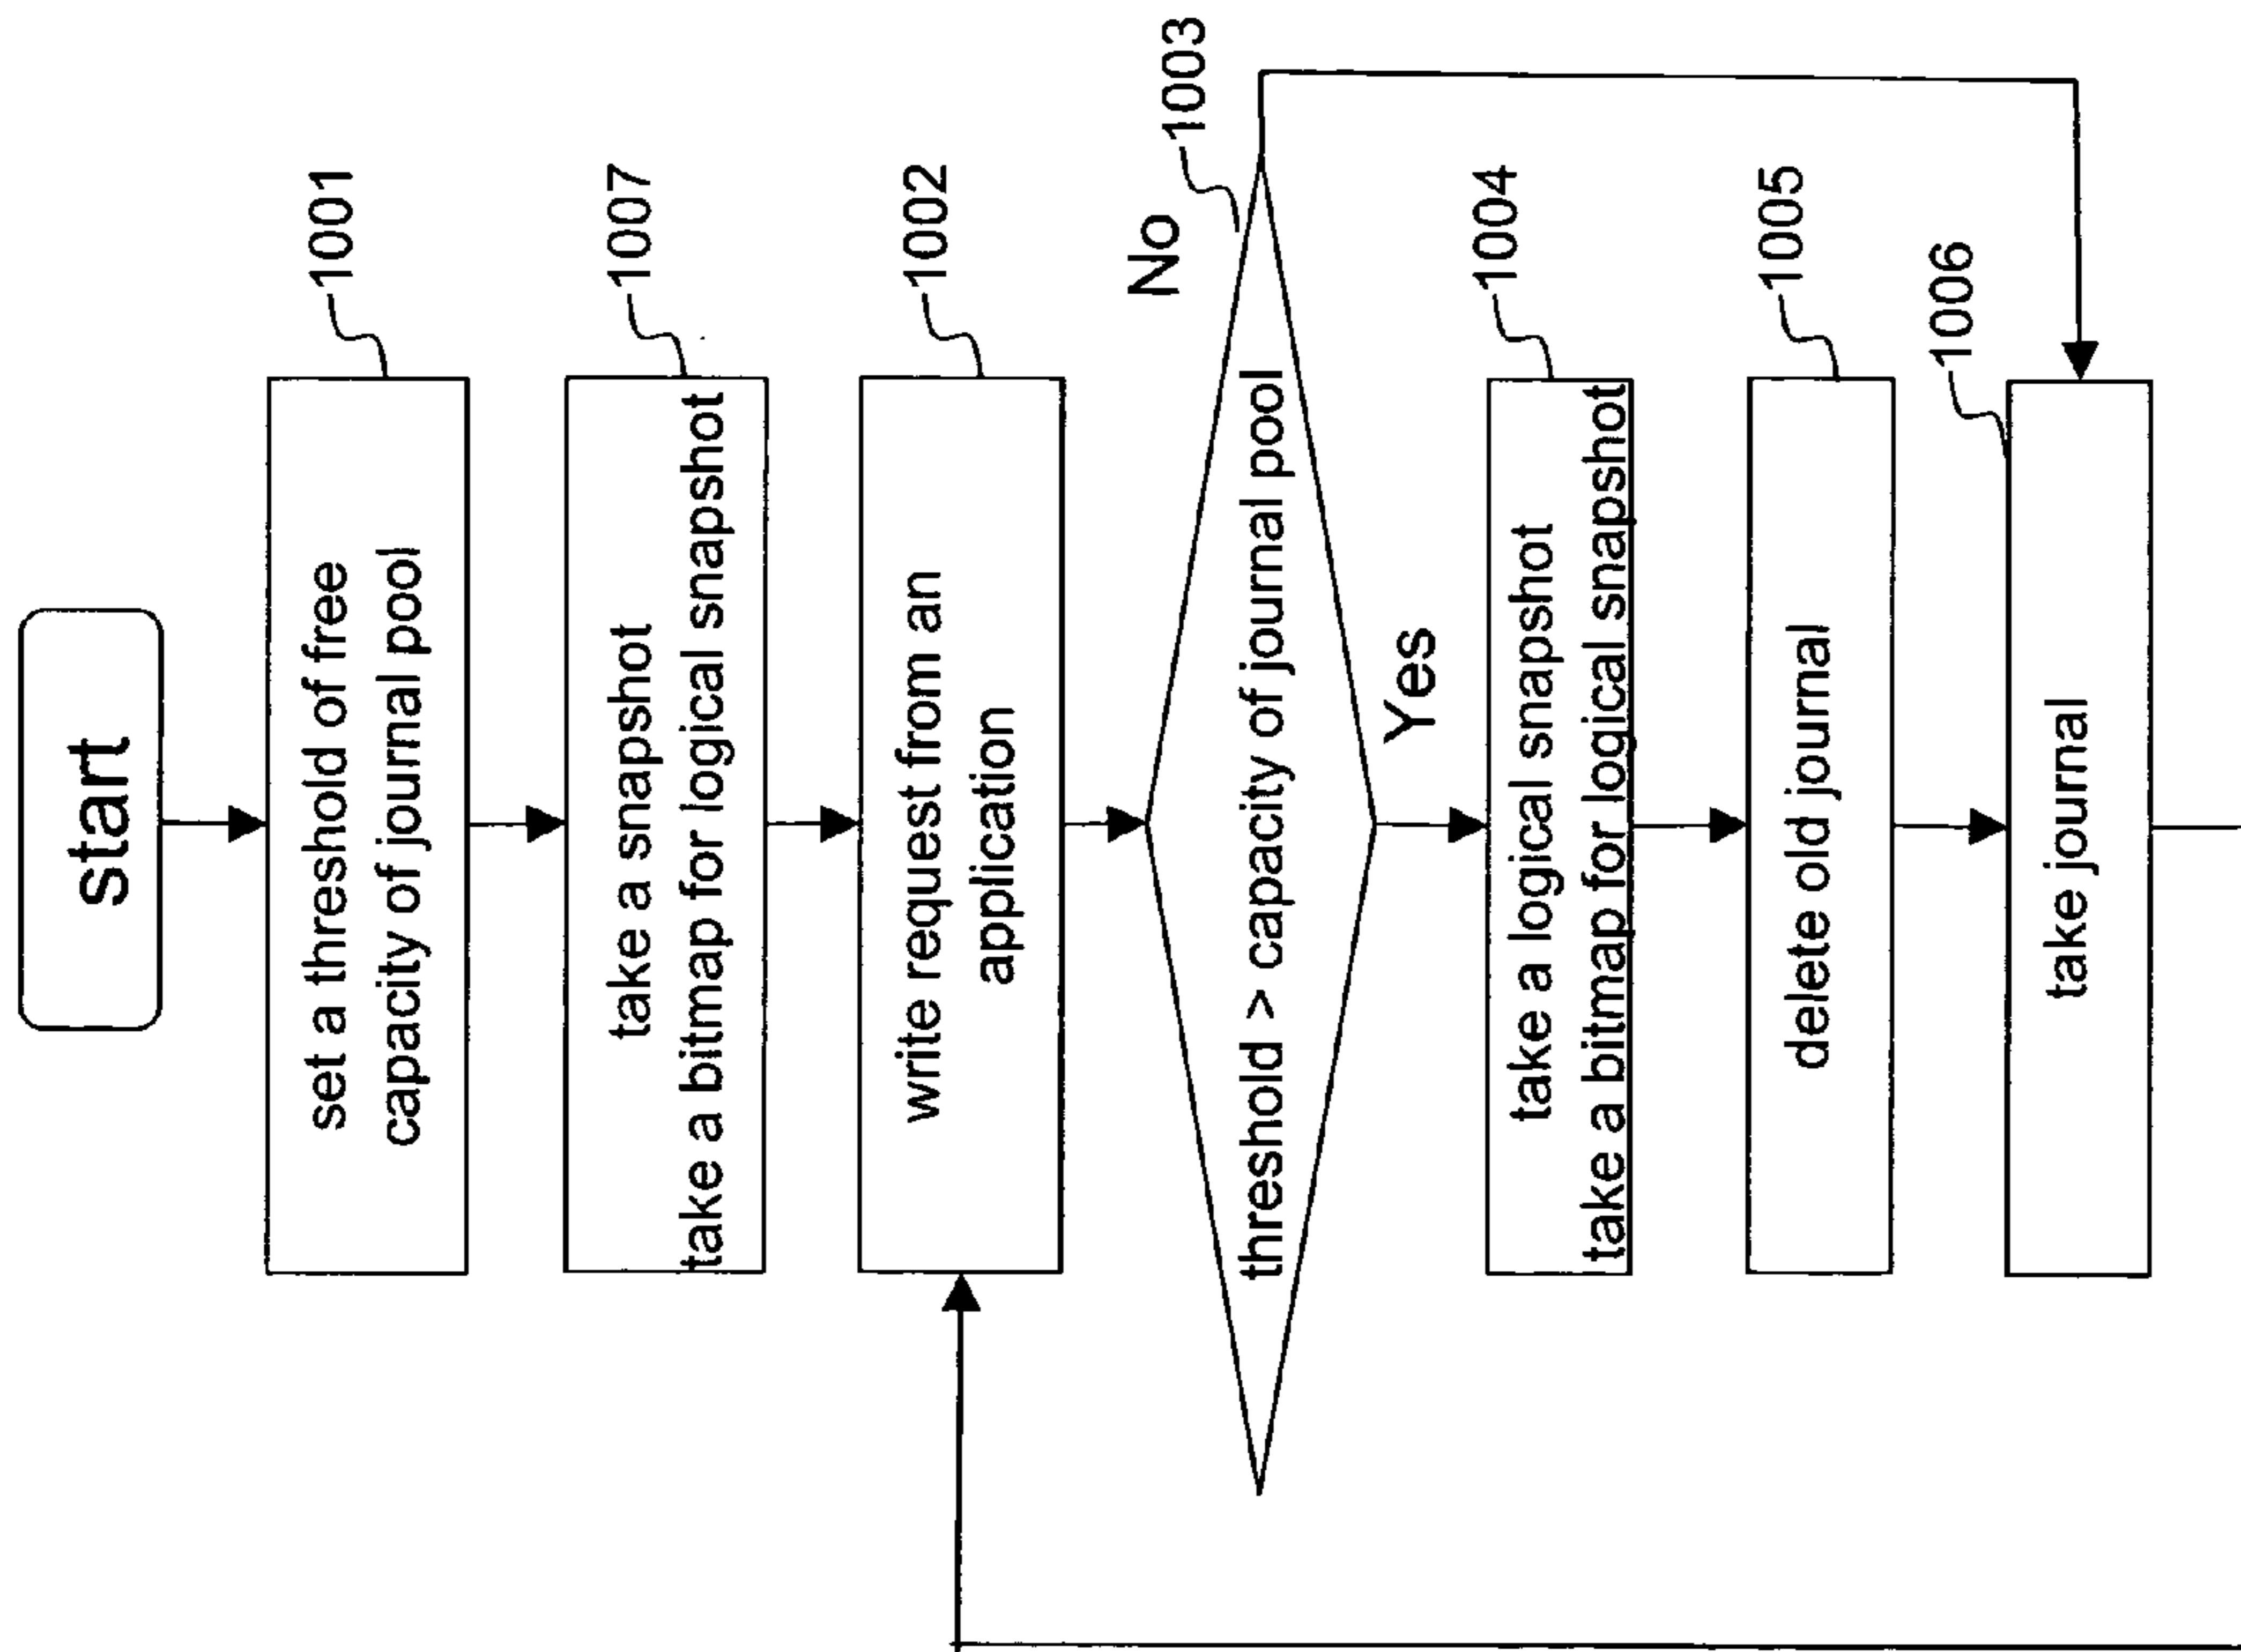 start
set a threshold of free
capacity of journal pool
1001
take a snapshot
take a bitmap for logical snapshot
1007
write request from an
application
1002
threshold > capacity of journal pool
1003
No
Yes
take a logical snapshot
take a bitmap for logical snapshot
1004
delete old journal
1005
take journal
1006